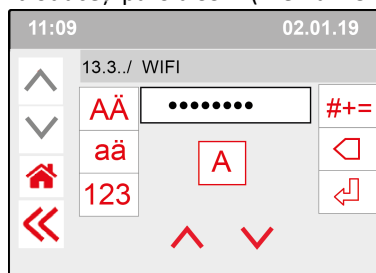 11:09 02.01.19
13.3../ WIFI
AÄ ●●●●●●●● #+=
aä A
123